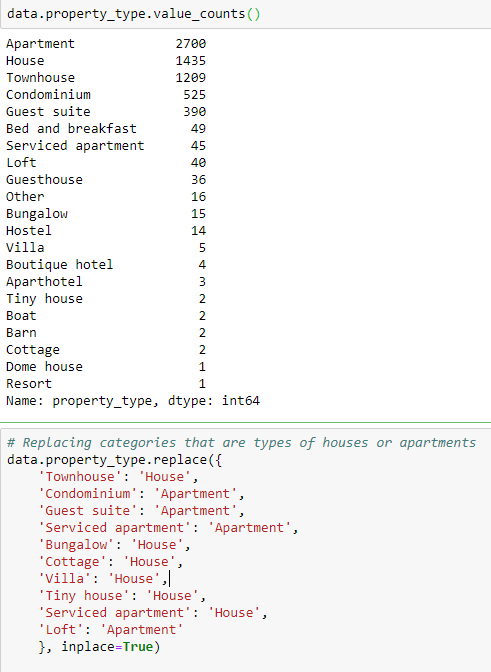 data.property_type.value_counts()
Apartment 2700
House 1435
Townhouse 1209
Condominium 525
Guest suite 390
Bed and breakfast 49
Serviced apartment 45
Loft 40
Guesthouse 36
Other 16
Bungalow 15
Hostel 14
Villa 5
Boutique hotel 4
Aparthotel 3
Tiny house 2
Boat 2
Barn 2
Cottage 2
Dome house 1
Resort 1
Name: property_type, dtype: int64
# Replacing categories that are types of houses or apartments
data.property_type.replace({
'Townhouse': 'House',
'Condominium': 'Apartment',
'Guest suite': 'Apartment',
'Serviced apartment': 'Apartment',
'Bungalow': 'House',
'Cottage': 'House',
'Villa': 'House',
'Tiny house': 'House',
'Serviced apartment': 'House',
'Loft': 'Apartment'
}, inplace=True)